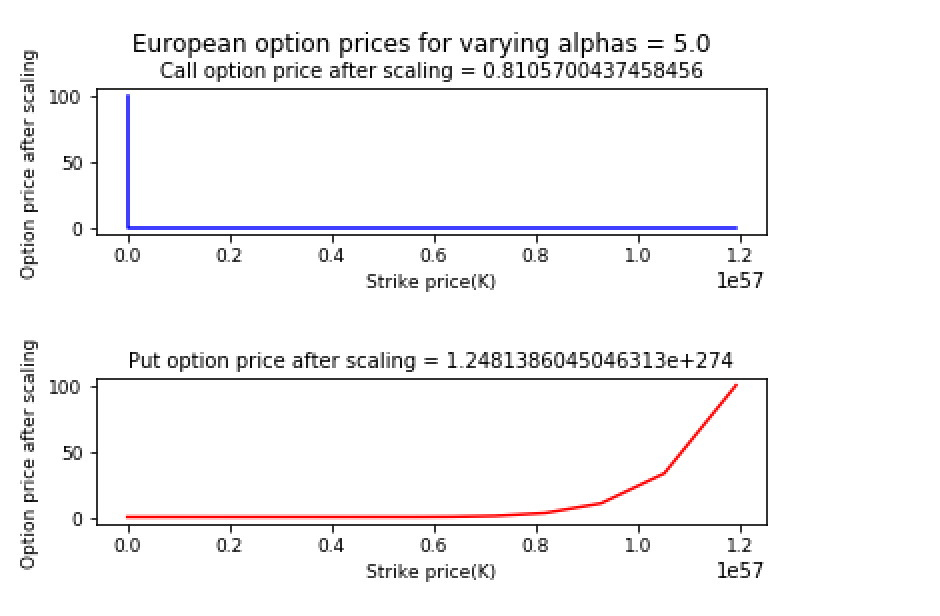 European option prices for varying alphas = 5.0
Call option price after scaling = 0.8105700437458456
Option price after scaling
100
50
0
0.0 0.2 0.4 0.6 0.8 1.0 1.2
1e57
Strike price(K)
Put option price after scaling = 1.2481386045046313e+274
Option price after scaling
100
50
0
0.0 0.2 0.4 0.6 0.8 1.0 1.2
1e57
Strike price(K)